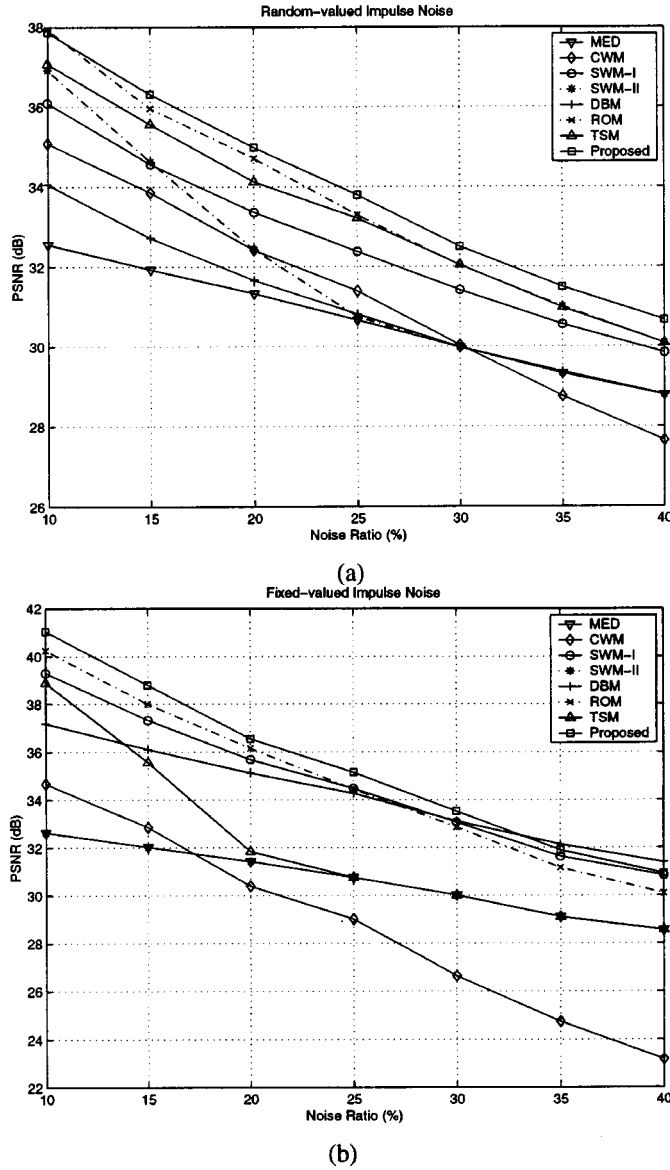 Random-valued Impulse Noise
38
36
34
32
30
28
26
PSNR (dB)
MED
CWM
SWM-I
SWM-II
DBM
ROM
TSM
Proposed
10
15
20
25
30
35
40
Noise Ratio (%)
(a)
Fixed-valued Impulse Noise
42
40
38
36
34
32
30
28
26
24
22
PSNR (dB)
MED
CWM
SWM-I
SWM-II
DBM
ROM
TSM
Proposed
10
15
20
25
30
35
40
Noise Ratio (%)
(b)